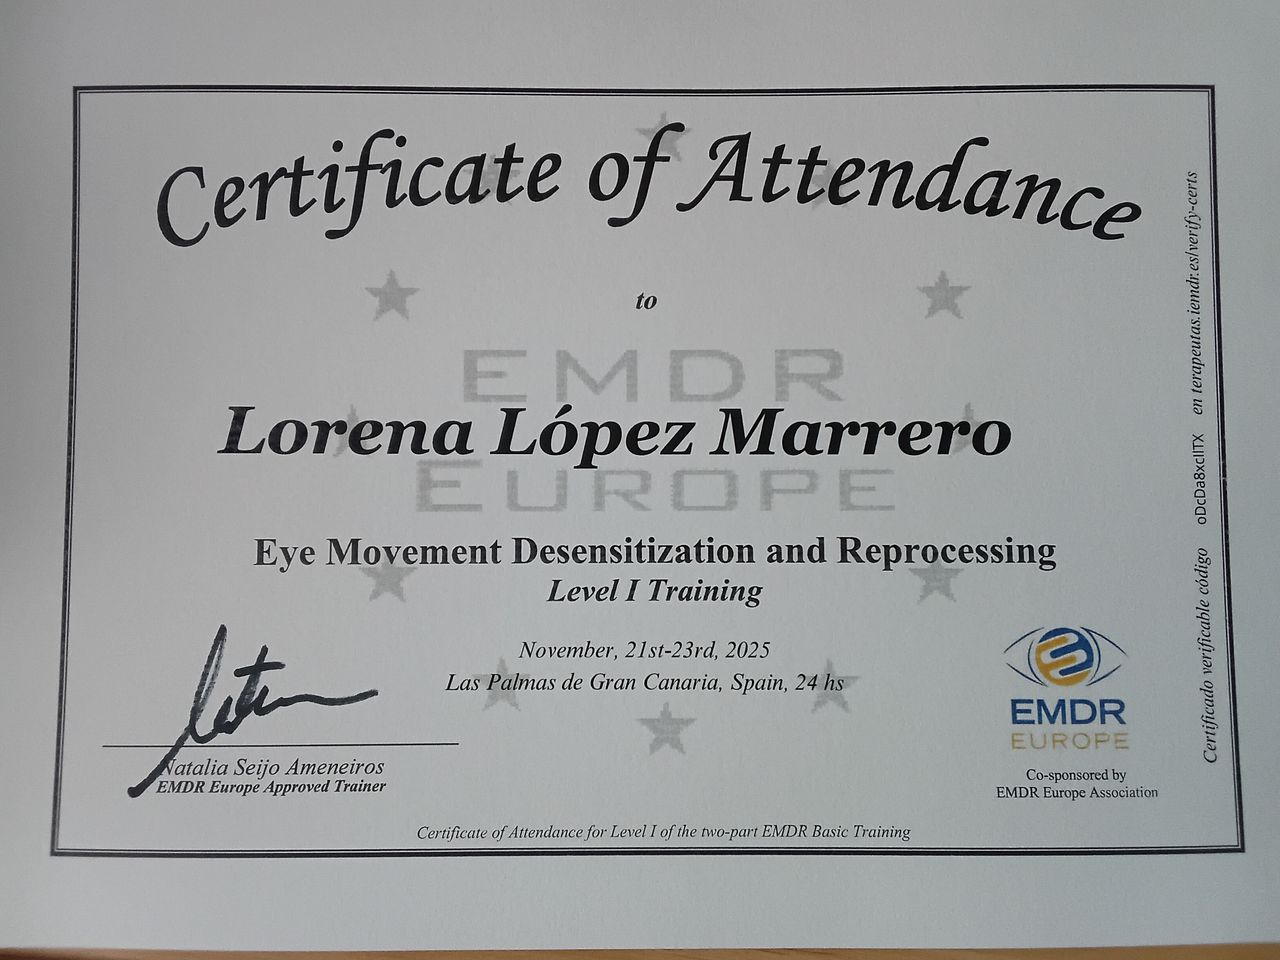 Certificate of Attendance
to
EMDR
Lorena López Marrero
EUROPE
Eye Movement Desensitization and Reprocessing
Level I Training
November, 21st-23rd, 2025
Las Palmas de Gran Canaria, Spain, 24 hs
Natalia Seijo Ameneiros
EMDR Europe Approved Trainer
EMDR
EUROPE
Co-sponsored by
EMDR Europe Association
Certificate of Attendance for Level I of the two-part EMDR Basic Training
Certificado verificable código oDcDa8xclITX en terapeutas.iemdr.es/verify-certs